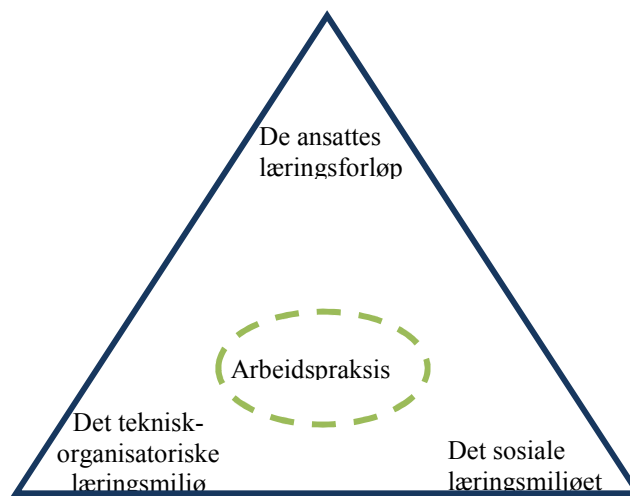 De ansattes
læringsforløp
Arbeidspraksis
Det teknisk-
organisatoriske
læringsmiljø
Det sosiale
læringsmiljøet